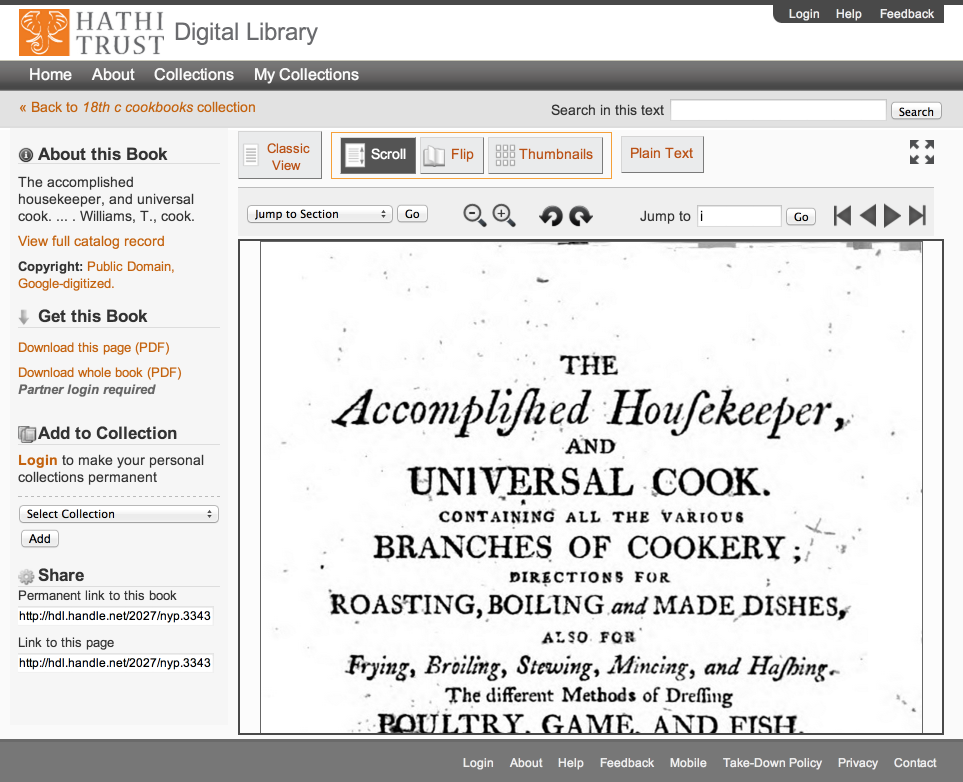 HATHI
TRUST
Digital Library
Login Help Feedback
Home About Collections My Collections
« Back to 18th c cookbooks collection
Search in this text
Search
About this Book
The accomplished
housekeeper, and universal
cook. ... . Williams, T., cook.
View full catalog record
Copyright: Public Domain,
Google-digitized.
Get this Book
Download this page (PDF)
Download whole book (PDF)
Partner login required
Add to Collection
Login to make your personal
collections permanent
Select Collection
Add
Share
Permanent link to this book
http://hdl.handle.net/2027/nyp.3343
Link to this page
http://hdl.handle.net/2027/nyp.3343
Classic
View
Scroll
Flip
Thumbnails
Plain Text
Jump to Section
Go
Jump to
i
Go
THE
Accompliſhed Houſekeeper,
AND
UNIVERSAL COOK.
CONTAINING ALL THE VARIOUS
BRANCHES OF COOKERY;
DIRECTIONS FOR
ROASTING, BOILING and MADE DISHES,
ALSO FOR
Frying, Broiling, Stewing, Mincing, and Haſhing.
The different Methods of Dreſſing
POULTRY, GAME, AND FISH.
Login About Help Feedback Mobile Take-Down Policy Privacy Contact